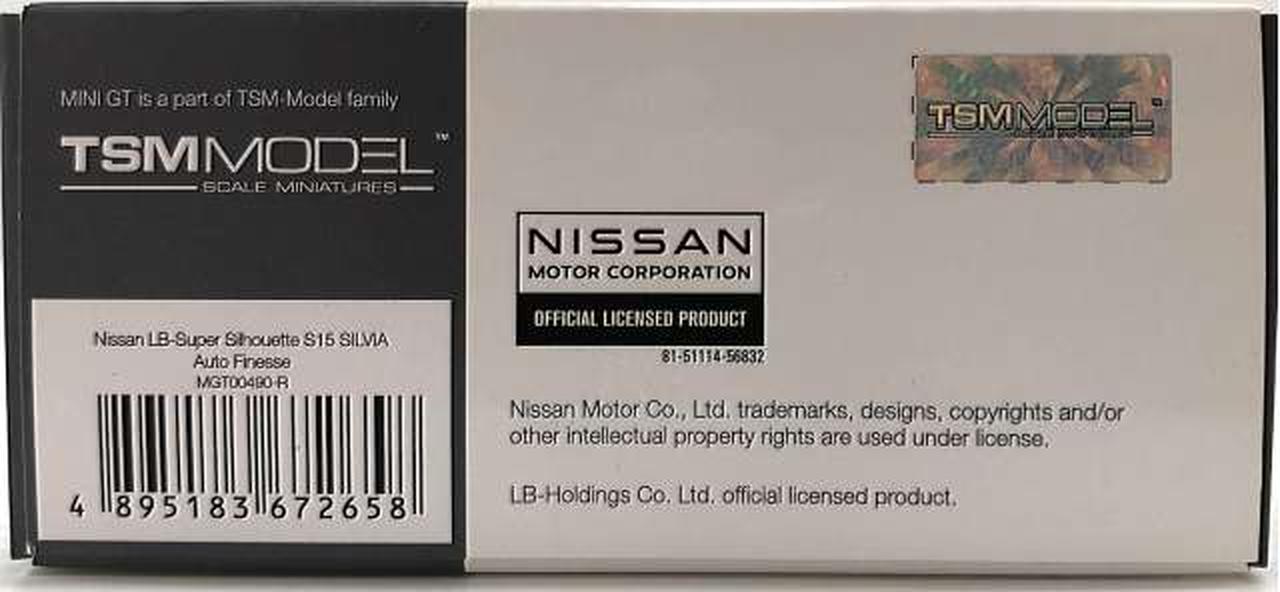 MINI GT is a part of TSM-Model family
TSMMODEL™
SCALE MINIATURES
Nissan LB-Super Silhouette S15 SILVIA
Auto Finesse
MGT00490-R
4 895183 672658
TSMMODEL™
NISSAN
MOTOR CORPORATION
OFFICIAL LICENSED PRODUCT
81-51114-56832
Nissan Motor Co., Ltd. trademarks, designs, copyrights and/or
other intellectual property rights are used under license.
LB-Holdings Co. Ltd. official licensed product.